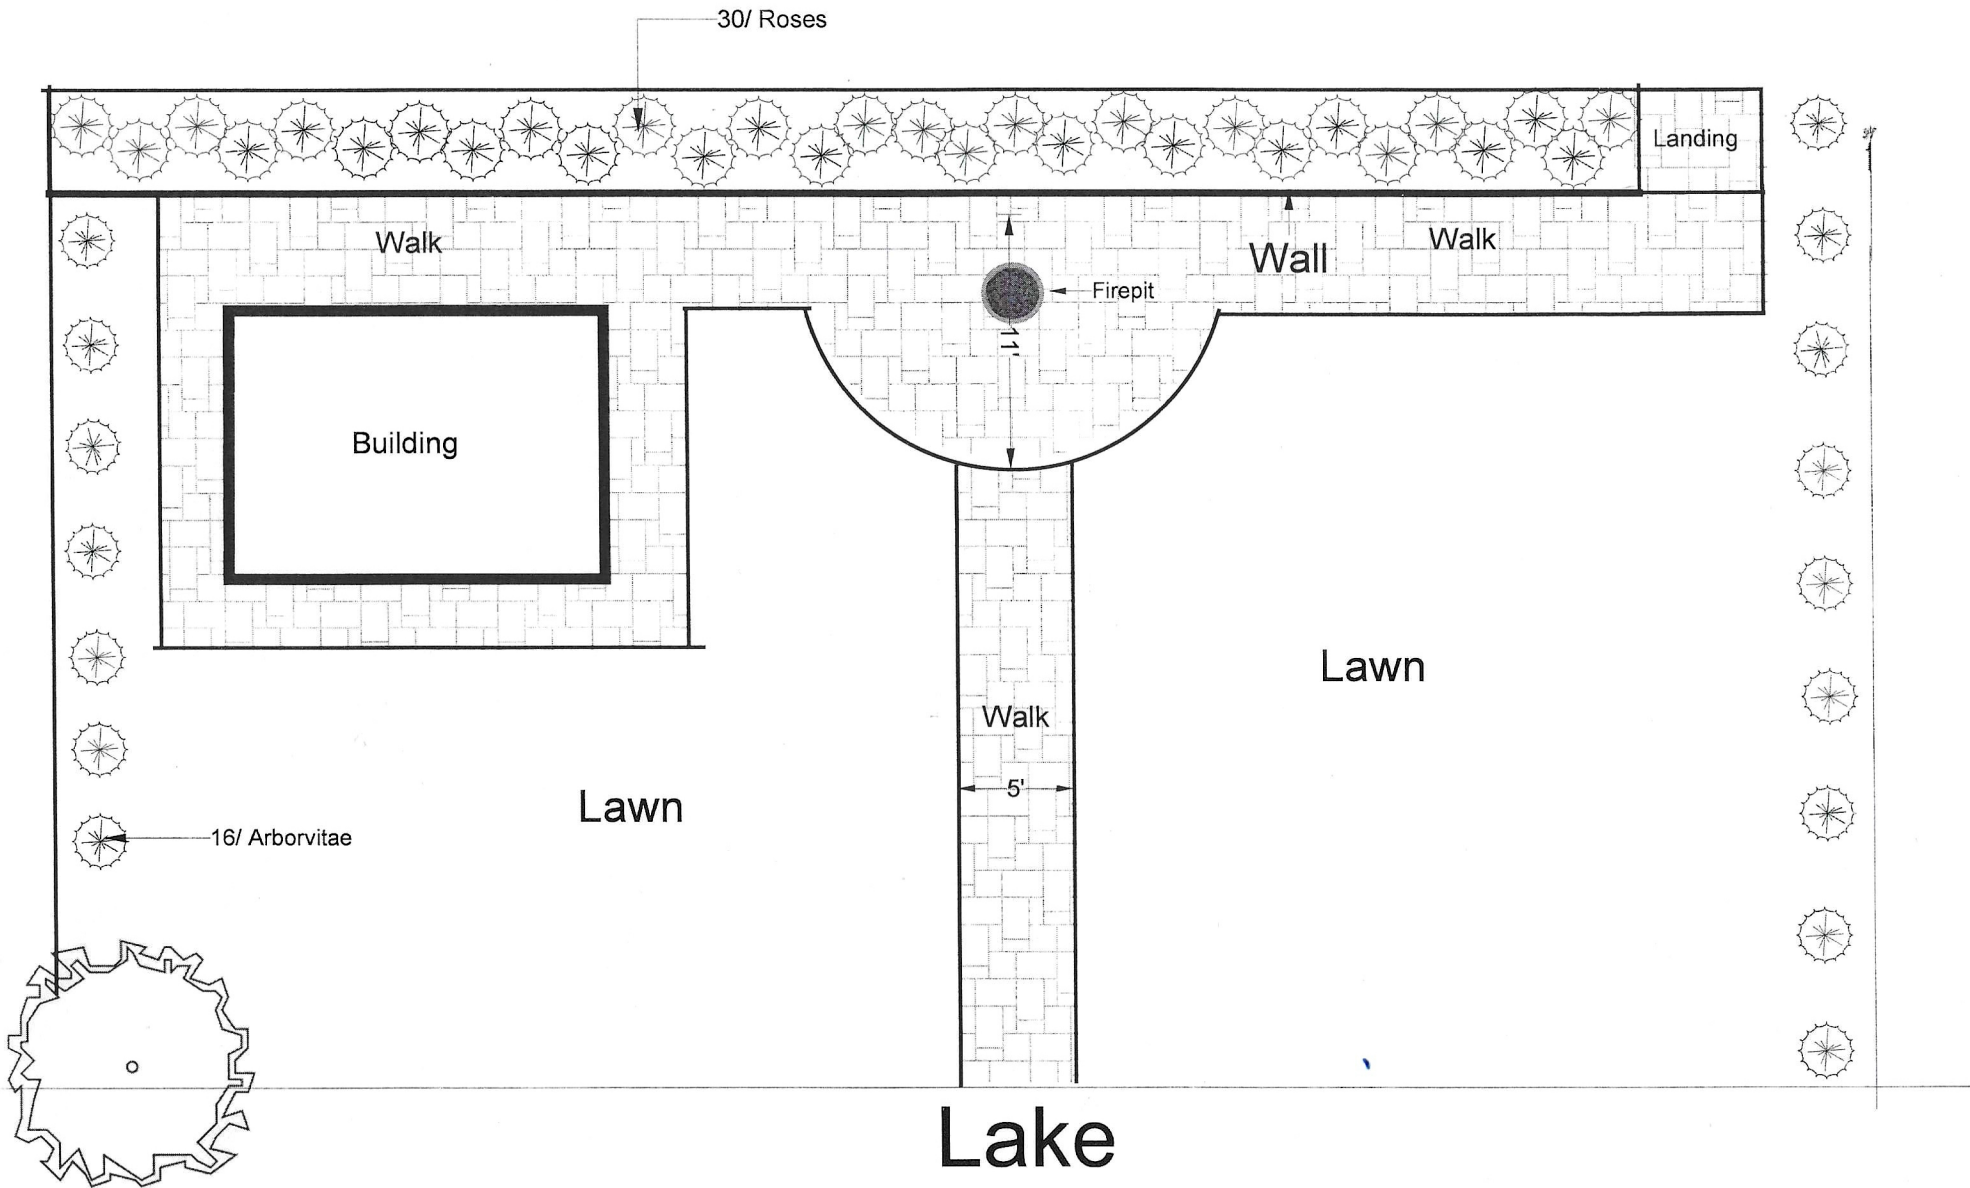 30/ Roses
Landing
Walk
Wall
Walk
Firepit
11'
Building
Lawn
Walk
5'
Lawn
16/ Arborvitae
Lake